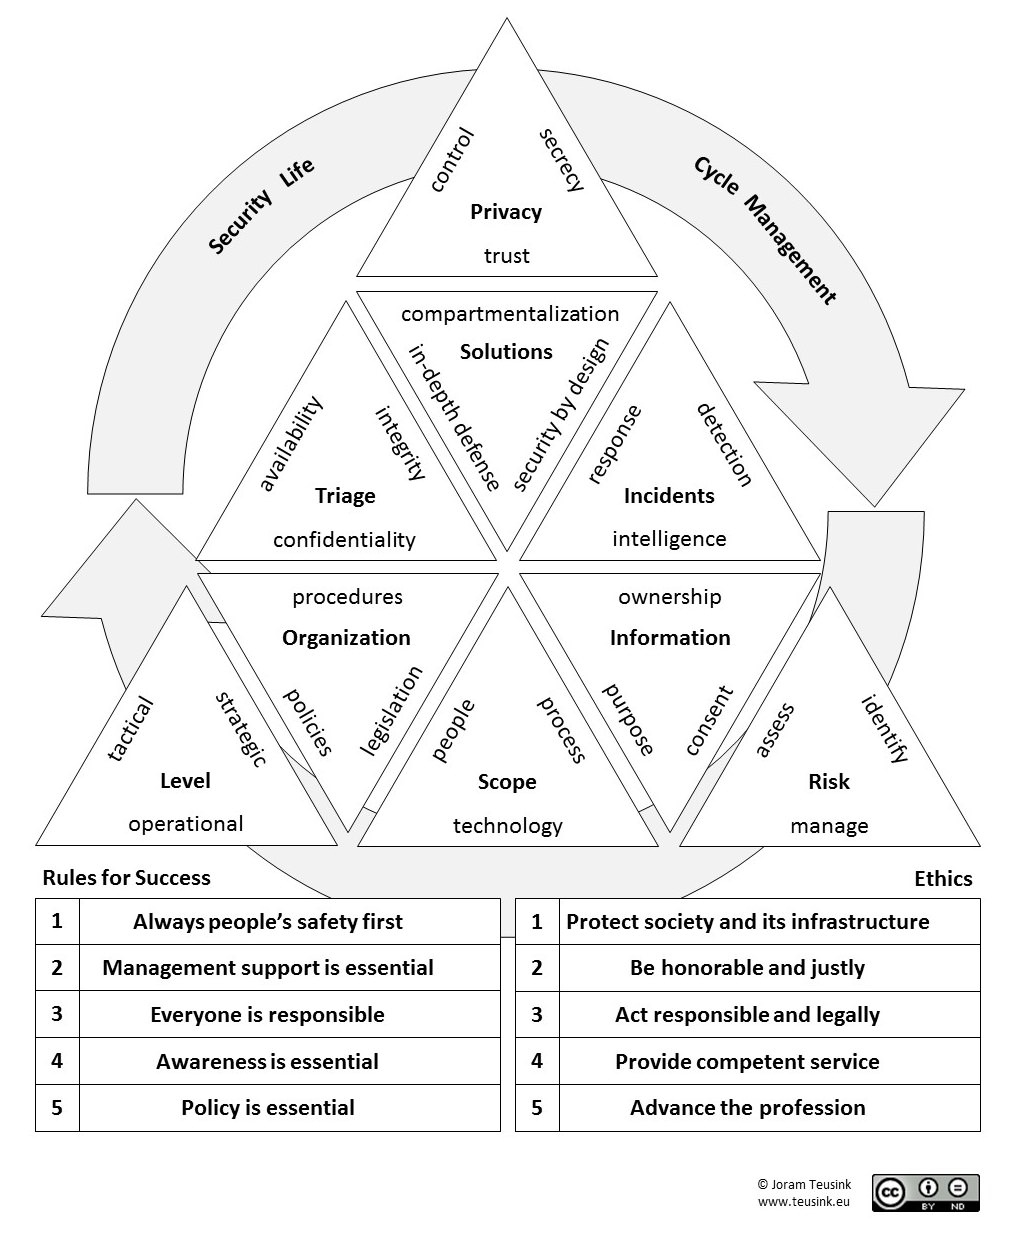 Security Life
Cycle Management
control
secrecy
Privacy
trust
compartmentalization
Solutions
in-depth defense
security by design
availability
integrity
Triage
confidentiality
response
detection
Incidents
intelligence
procedures
Organization
policies
legislation
ownership
Information
purpose
consent
tactical
strategic
Level
operational
people
process
Scope
technology
assess
identify
Risk
manage
Rules for Success
1 Always people's safety first
2 Management support is essential
3 Everyone is responsible
4 Awareness is essential
5 Policy is essential
Ethics
1 Protect society and its infrastructure
2 Be honorable and justly
3 Act responsible and legally
4 Provide competent service
5 Advance the profession
© Joram Teusink
www.teusink.eu
cc
BY ND